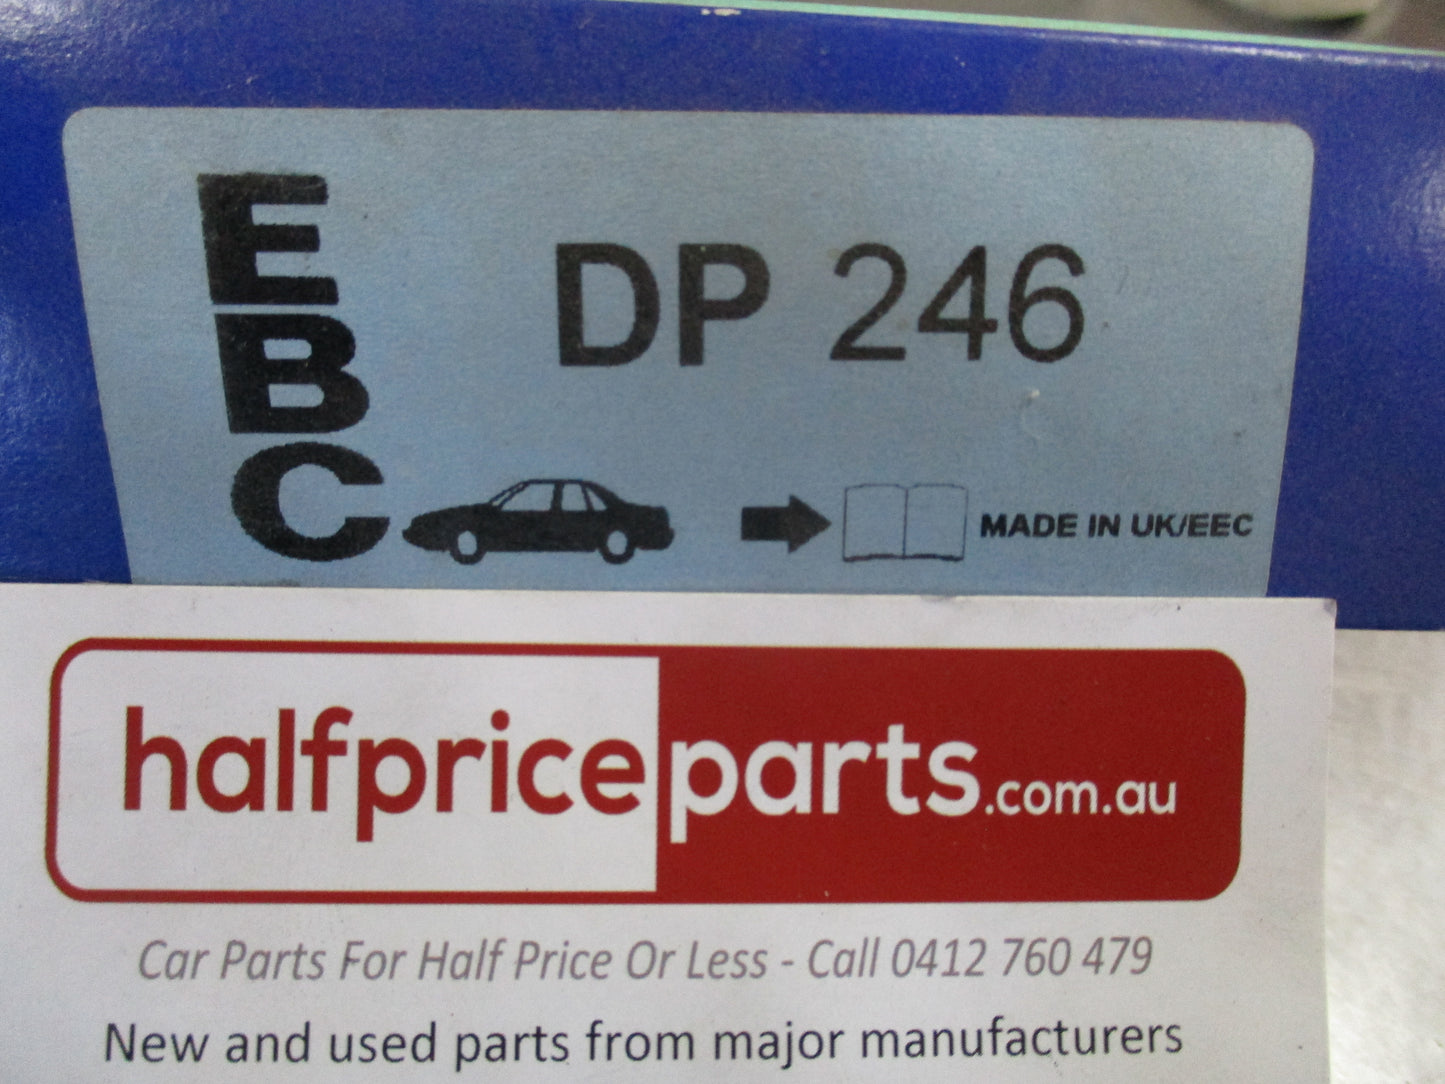 EBC
DP 246
MADE IN UK/EEC
halfpriceparts.com.au
Car Parts For Half Price Or Less - Call 0412 760 479
New and used parts from major manufacturers